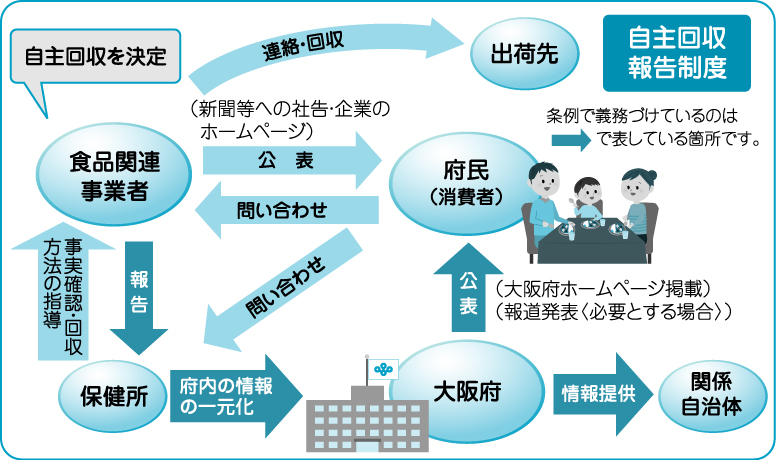 自主回収を決定
連絡・回収
出荷先
自主回収
報告制度
(新聞等への社告・企業の
ホームページ)
条例で義務づけているのは
で表している箇所です。
食品関連
事業者
公 表
府民
(消費者)
問い合わせ
問い合わせ
事実確認・回収
方法の指導
報告
公表
(大阪府ホームページ掲載)
(報道発表〈必要とする場合〉)
保健所
府内の情報
の一元化
大阪府
情報提供
関係
自治体